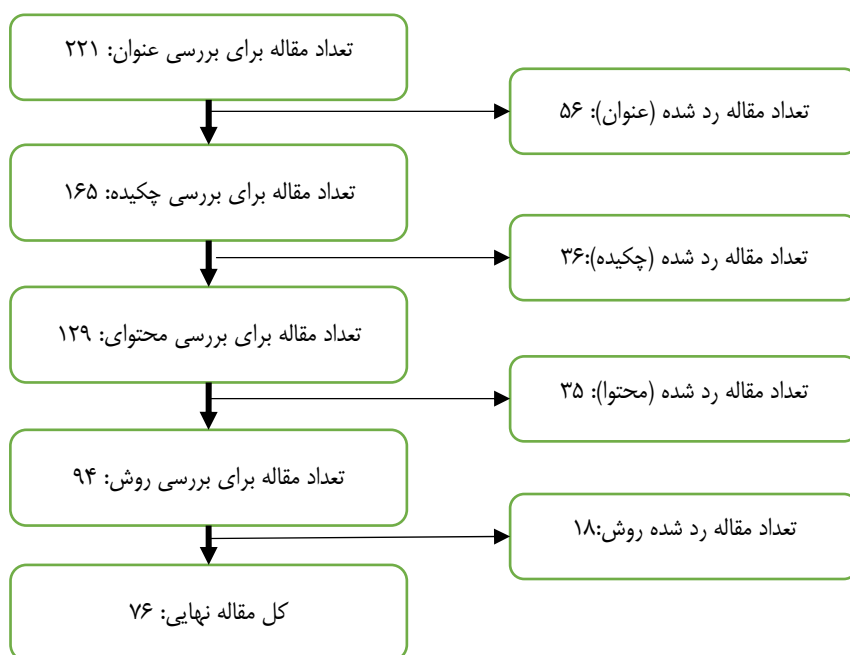 تعداد مقاله برای بررسی عنوان: ۲۲۱
تعداد مقاله رد شده (عنوان): ۵۶
تعداد مقاله برای بررسی چکیده: ۱۶۵
تعداد مقاله رد شده (چکیده):۳۶
تعداد مقاله برای بررسی محتوای: ۱۲۹
تعداد مقاله رد شده (محتوا): ۳۵
تعداد مقاله برای بررسی روش: ۹۴
تعداد مقاله رد شده روش:۱۸
کل مقاله نهایی: ۷۶